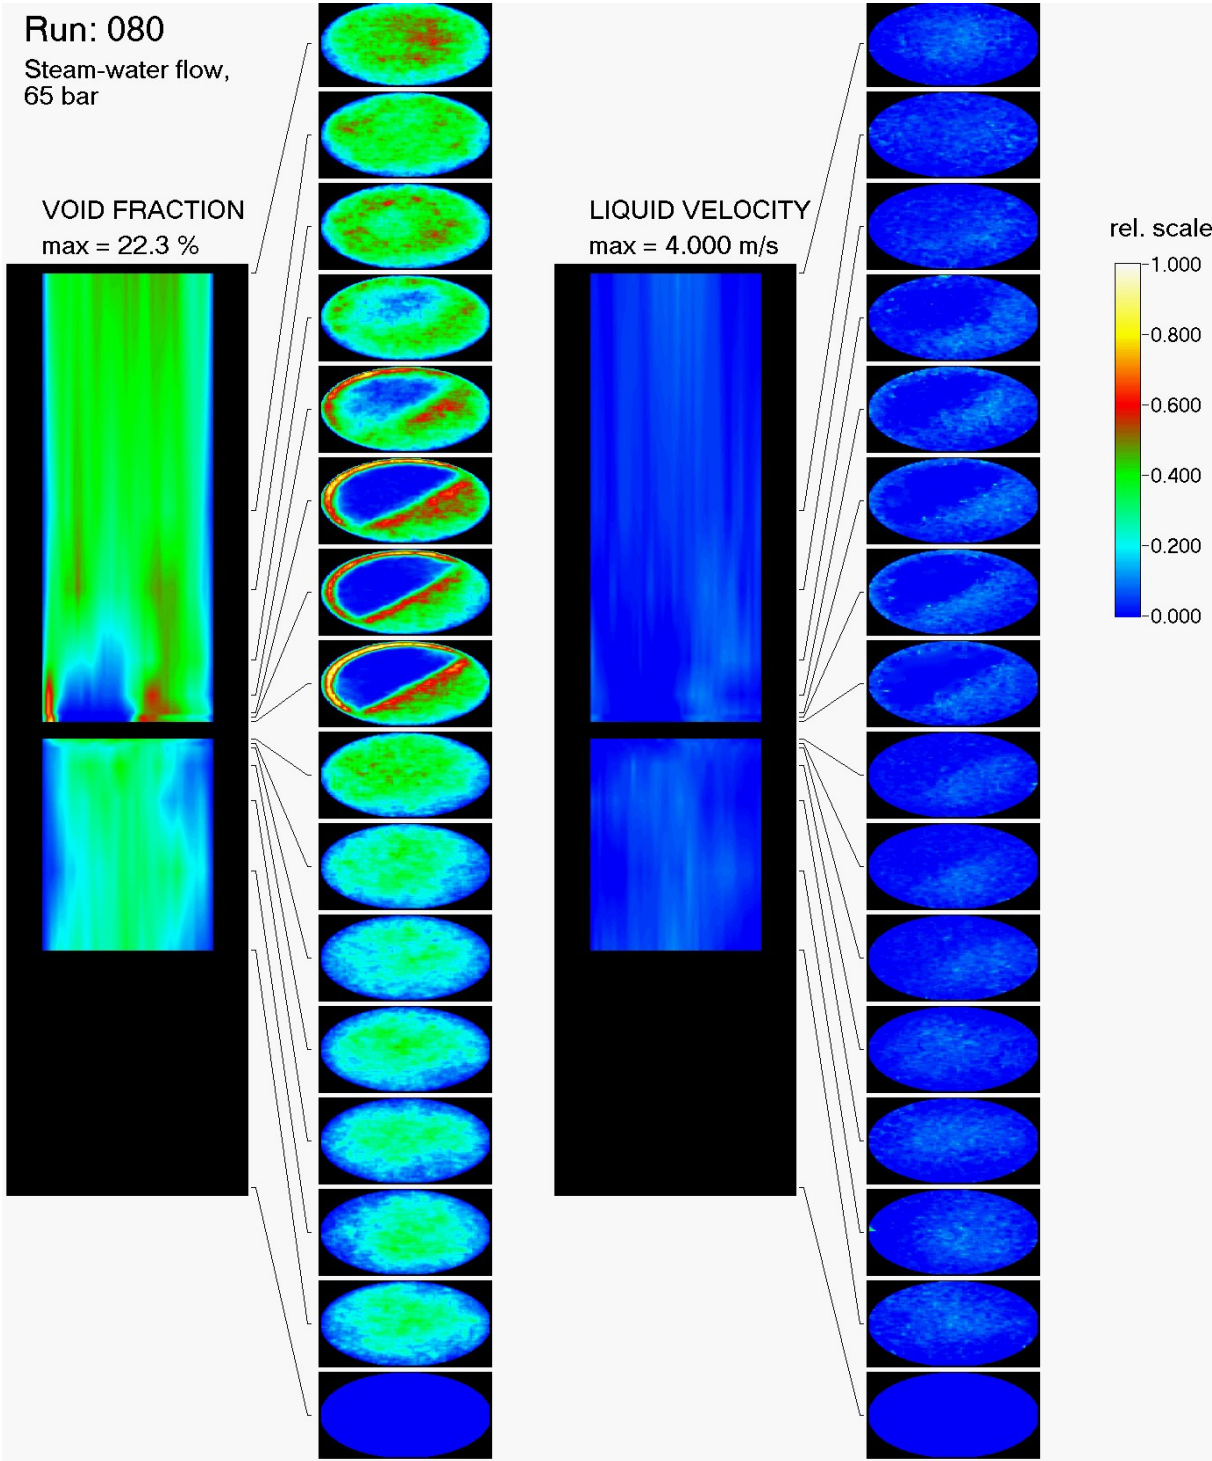 Run: 080
Steam-water flow,
65 bar
VOID FRACTION
max = 22.3 %
LIQUID VELOCITY
max = 4.000 m/s
rel. scale
1.000
0.800
0.600
0.400
0.200
0.000